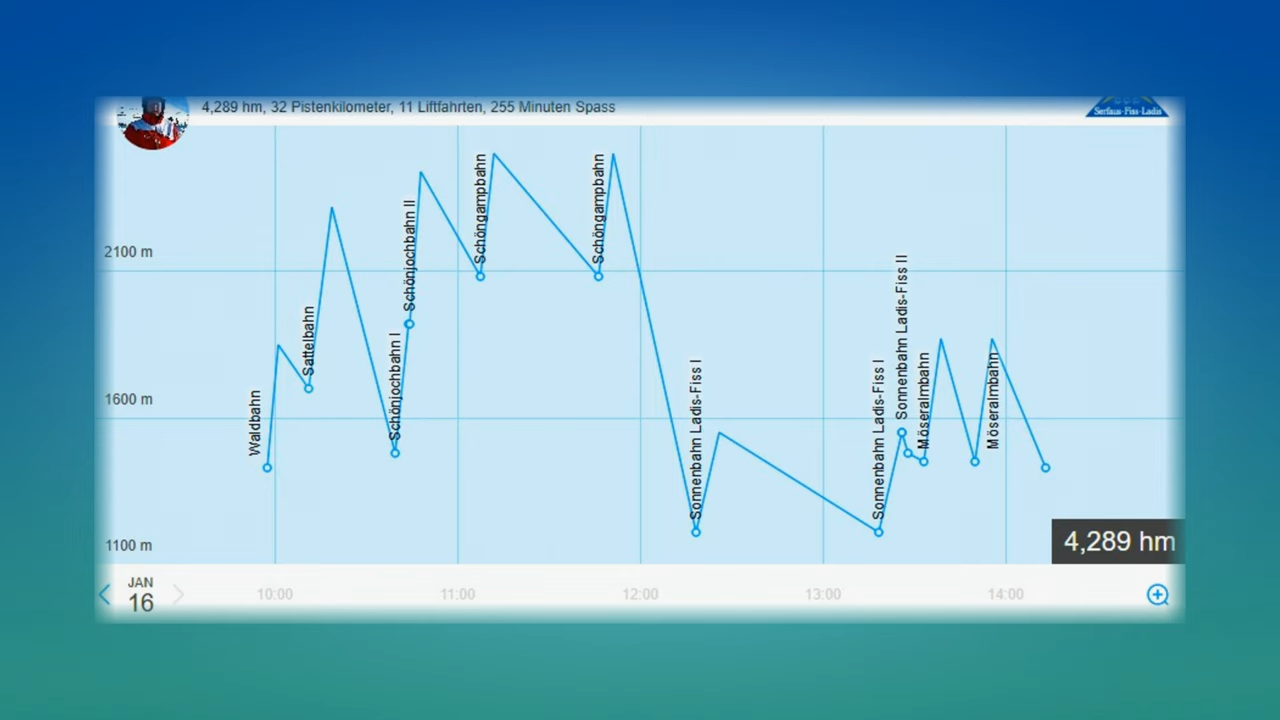 4,289 hm, 32 Pistenkilometer, 11 Liftfahrten, 255 Minuten Spass
Serfaus-Fiss-Ladis
2100 m
1600 m
1100 m
Waldbahn
Sattelbahn
Schönjochbahn I
Schönjochbahn II
Schöngampbahn
Schöngampbahn
Sonnenbahn Ladis-Fiss I
Sonnenbahn Ladis-Fiss I
Sonnenbahn Ladis-Fiss II
Möseralmbahn
Möseralmbahn
4,289 hm
JAN
16
10:00
11:00
12:00
13:00
14:00